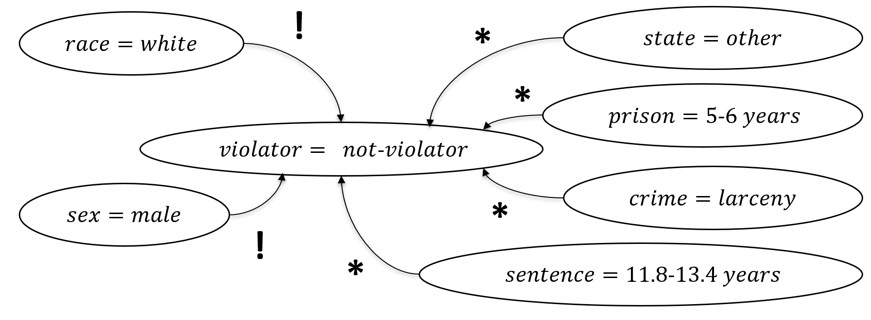 race = white
!
*
state = other
*
prison = 5-6 years
violator = not-violator
crime = larceny
*
sex = male
!
*
sentence = 11.8-13.4 years